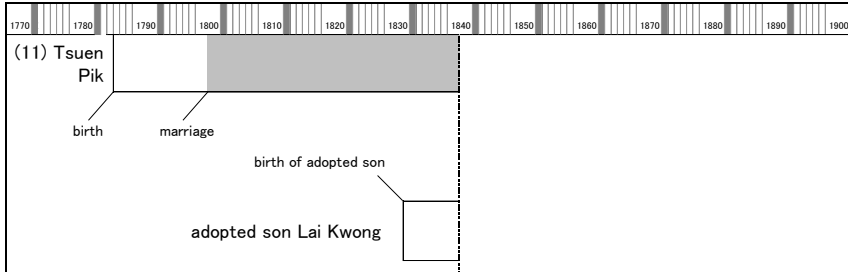 1770 1780 1790 1800 1810 1820 1830 1840 1850 1860 1870 1880 1890 1900
(11) Tsuen
Pik
birth marriage
birth of adopted son
adopted son Lai Kwong